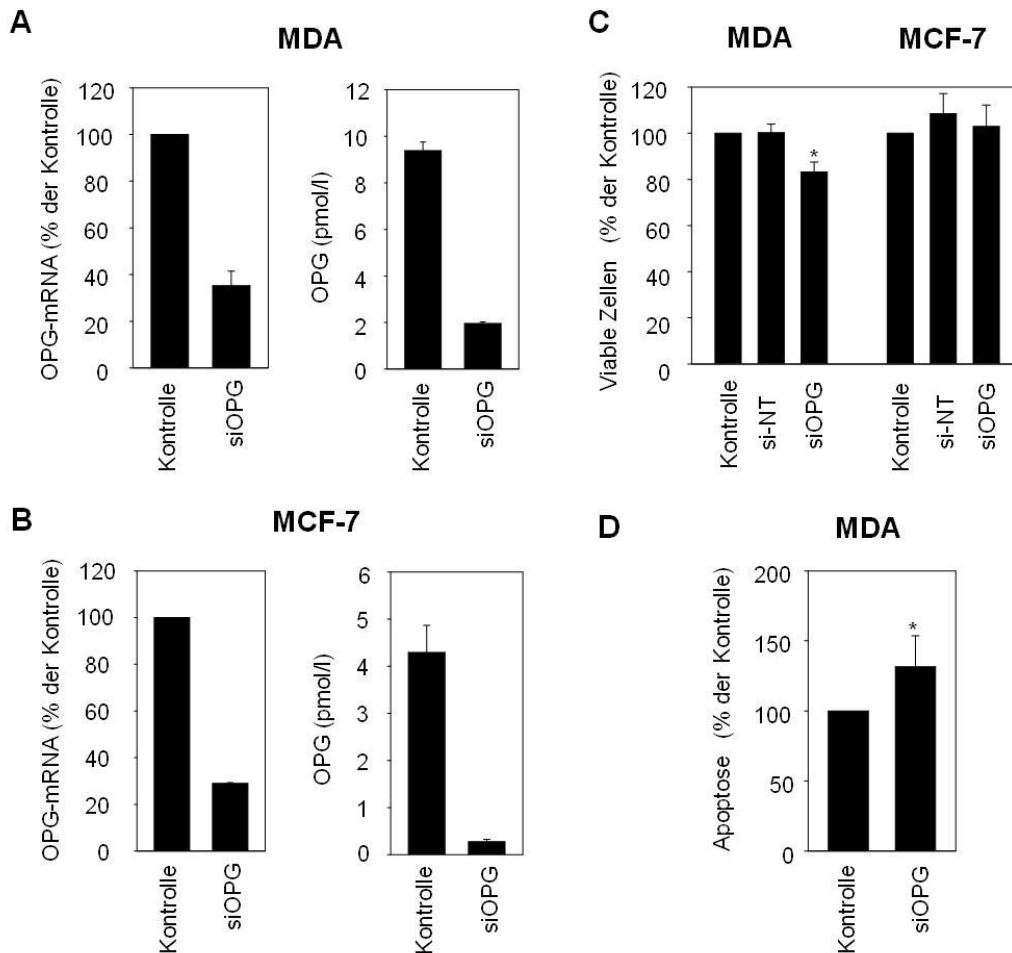 A
MDA
OPG-mRNA (% der Kontrolle)
120
100
80
60
40
20
0
Kontrolle
siOPG
OPG (pmol/l)
12
10
8
6
4
2
0
Kontrolle
siOPG
B
MCF-7
OPG-mRNA (% der Kontrolle)
120
100
80
60
40
20
0
Kontrolle
siOPG
OPG (pmol/l)
6
5
4
3
2
1
0
Kontrolle
siOPG
C
MDA
MCF-7
Viable Zellen (% der Kontrolle)
120
100
80
60
40
20
0
*
Kontrolle
si-NT
siOPG
Kontrolle
si-NT
siOPG
D
MDA
Apoptose (% der Kontrolle)
200
150
100
50
0
*
Kontrolle
siOPG